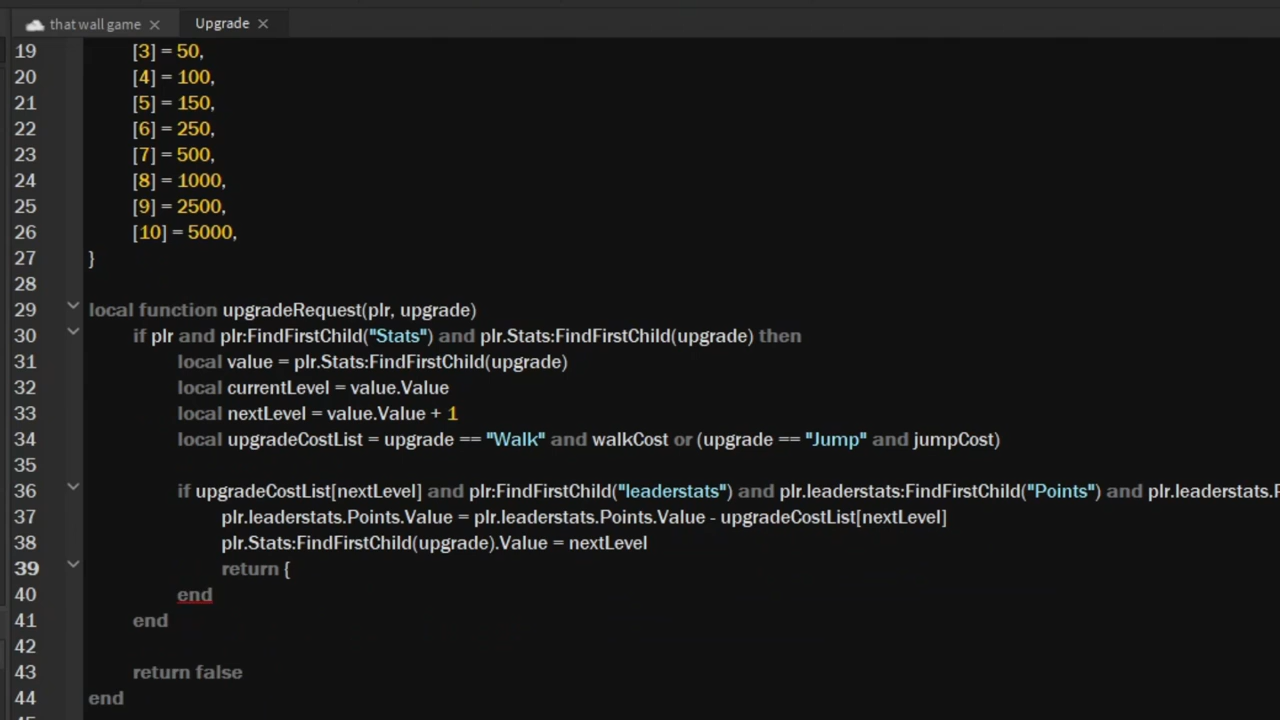 that wall game
Upgrade
19 [3] = 50,
20 [4] = 100,
21 [5] = 150,
22 [6] = 250,
23 [7] = 500,
24 [8] = 1000,
25 [9] = 2500,
26 [10] = 5000,
27 }
28
29 local function upgradeRequest(plr, upgrade)
30 if plr and plr:FindFirstChild("Stats") and plr.Stats:FindFirstChild(upgrade) then
31 local value = plr.Stats:FindFirstChild(upgrade)
32 local currentLevel = value.Value
33 local nextLevel = value.Value + 1
34 local upgradeCostList = upgrade == "Walk" and walkCost or (upgrade == "Jump" and jumpCost)
35
36 if upgradeCostList[nextLevel] and plr:FindFirstChild("leaderstats") and plr.leaderstats:FindFirstChild("Points") and plr.leaderstats.
37 plr.leaderstats.Points.Value = plr.leaderstats.Points.Value - upgradeCostList[nextLevel]
38 plr.Stats:FindFirstChild(upgrade).Value = nextLevel
39 return {
40 end
41 end
42
43 return false
44 end